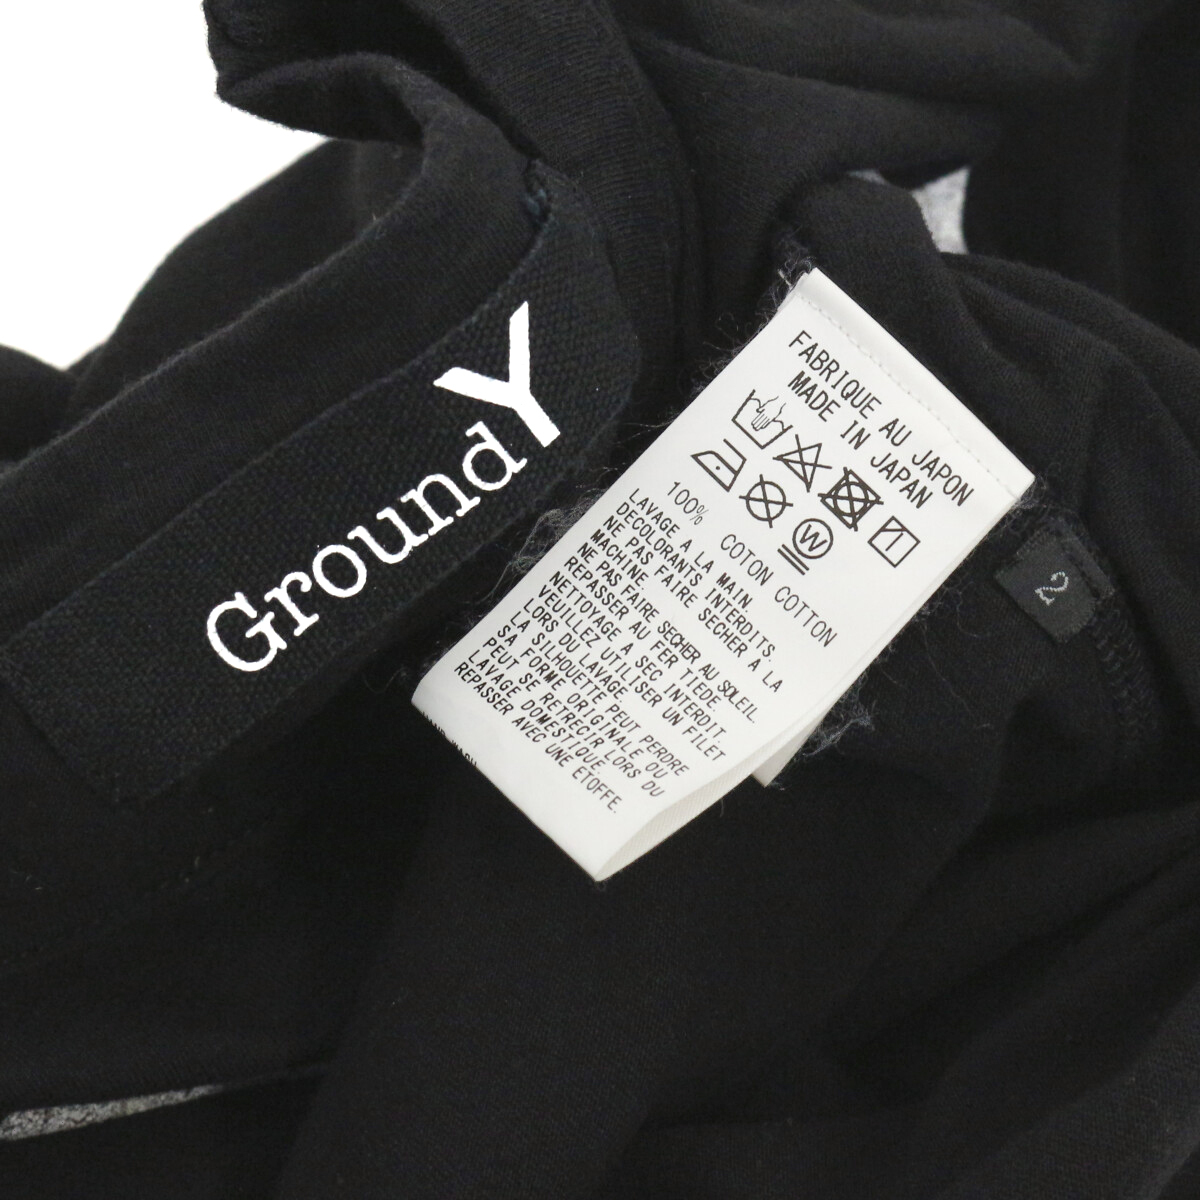 GroundY
FABRIQUE AU JAPON
MADE IN JAPAN
W
100% COTON COTTON
LAVAGE A LA MAIN.
DECOLORANTS INTERDITS.
NE PAS FAIRE SECHER A LA
MACHINE
NE PAS FAIRE SECHER AU SOLEIL.
REPASSER AU FER TIEDE
NETTOYAGE A SEC INTERDIT.
VEUILLEZ UTILISER UN FILET
LORS DU LAVAGE.
LA SILHOUETTE PEUT PERDRE
SA FORME ORIGINALE OU
PEUT SE RETRECIR LORS DU
LAVAGE DOMESTIQUE.
REPASSER AVEC UNE ETOFFE.
2